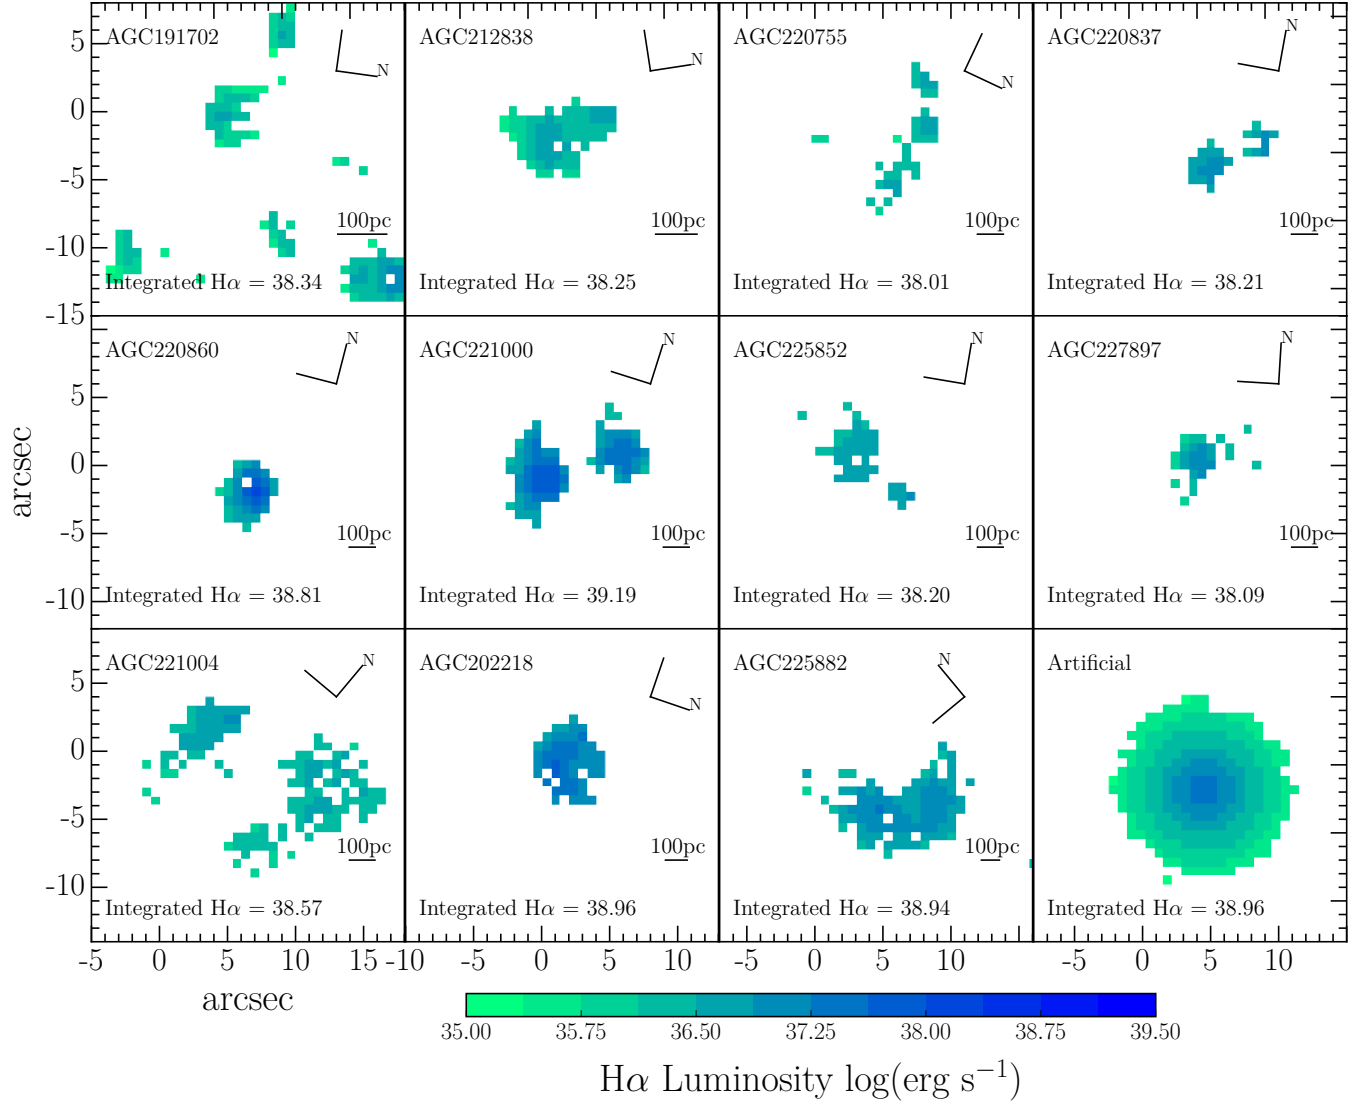 AGC191702
AGC212838
AGC220755
AGC220837
N
N
N
N
5
0
-5
-10
-15
100pc
100pc
100pc
100pc
Integrated Hα = 38.34
Integrated Hα = 38.25
Integrated Hα = 38.01
Integrated Hα = 38.21
AGC220860
AGC221000
AGC225852
AGC227897
N
N
N
N
5
0
-5
-10
arcsec
100pc
100pc
100pc
100pc
Integrated Hα = 38.81
Integrated Hα = 39.19
Integrated Hα = 38.20
Integrated Hα = 38.09
AGC221004
AGC202218
AGC225882
Artificial
N
N
N
5
0
-5
-10
100pc
100pc
100pc
Integrated Hα = 38.57
Integrated Hα = 38.96
Integrated Hα = 38.94
Integrated Hα = 38.96
-5 0 5 10 15 -10 -5 0 5 10 -5 0 5 10 -5 0 5 10
arcsec
35.00 35.75 36.50 37.25 38.00 38.75 39.50
Hα Luminosity log(erg s⁻¹)